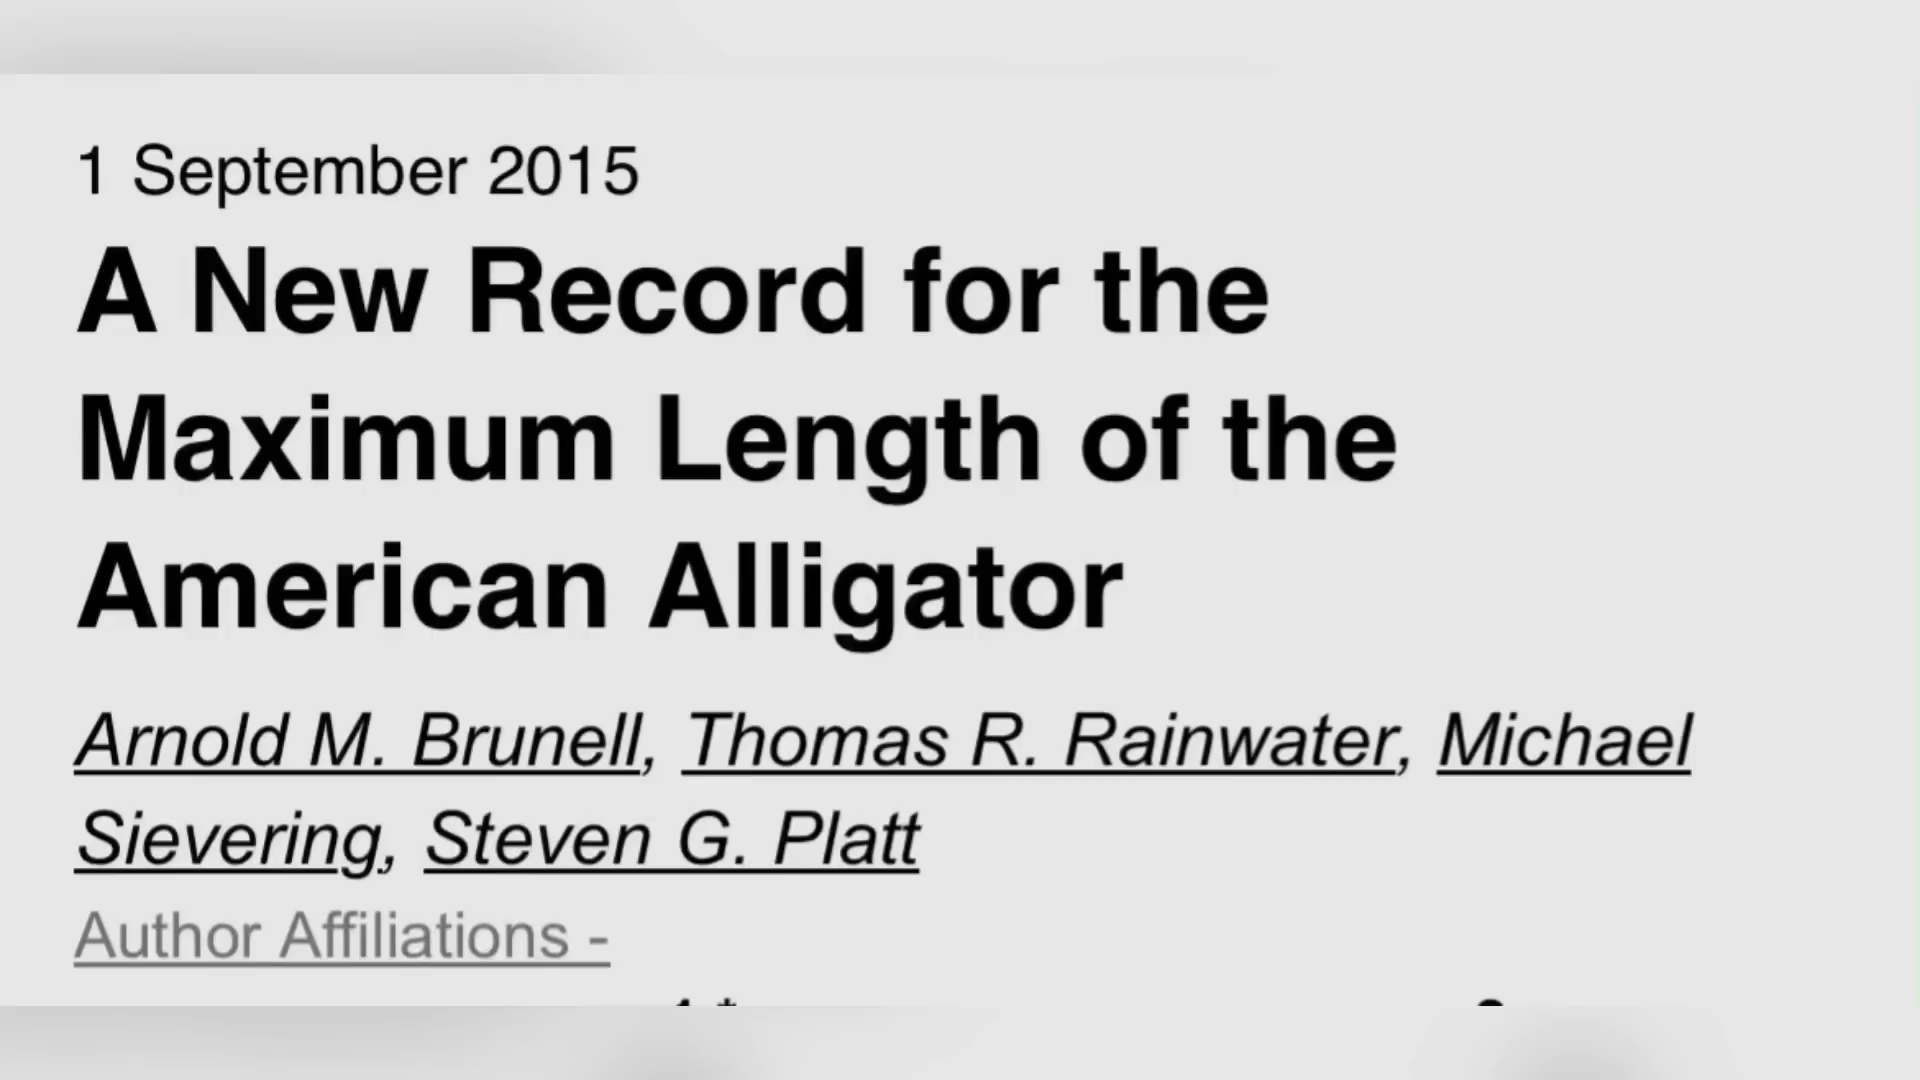 1 September 2015
A New Record for the
Maximum Length of the
American Alligator
Arnold M. Brunell, Thomas R. Rainwater, Michael
Sievering, Steven G. Platt
Author Affiliations -